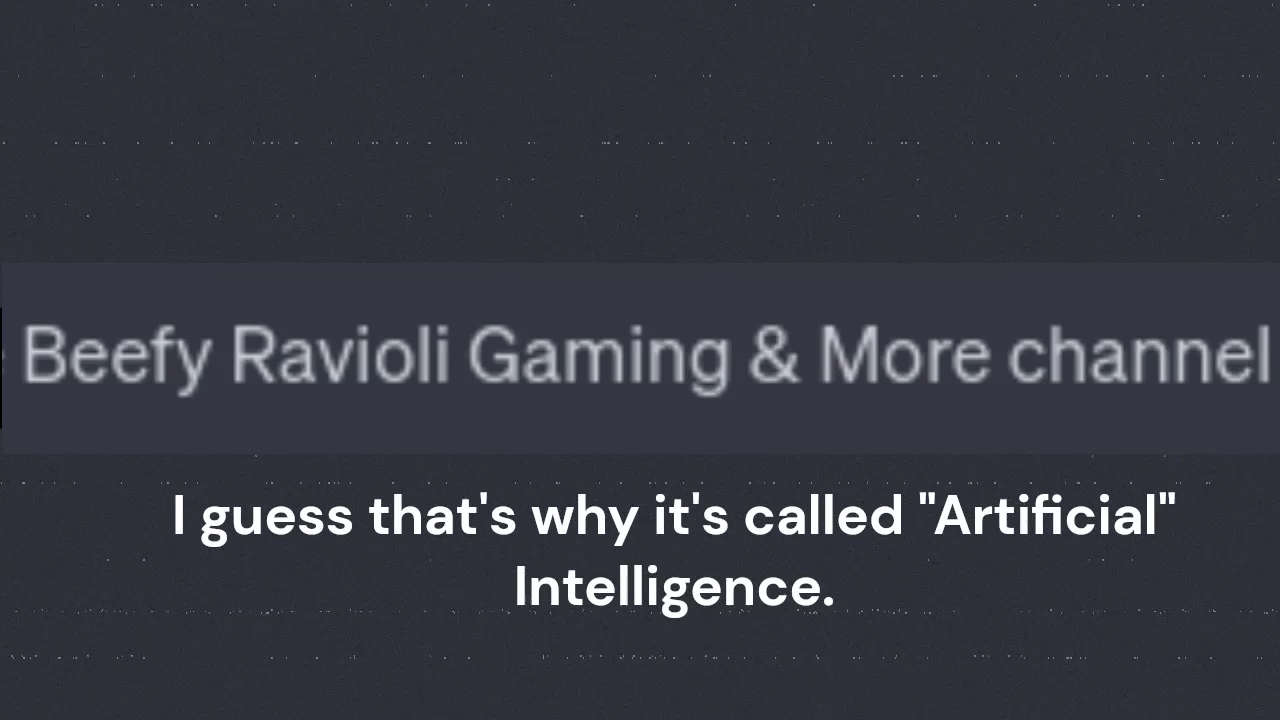 Beefy Ravioli Gaming & More channel
I guess that's why it's called "Artificial"
Intelligence.